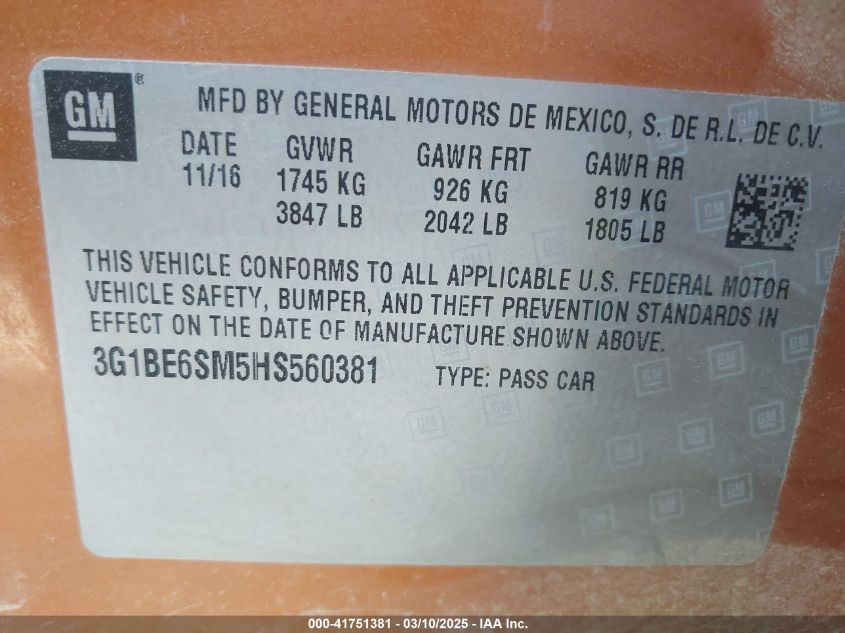 GM ®
MFD BY GENERAL MOTORS DE MEXICO, S. DE R.L. DE C.V.
DATE GVWR GAWR FRT GAWR RR
11/16 1745 KG 926 KG 819 KG
3847 LB 2042 LB 1805 LB
THIS VEHICLE CONFORMS TO ALL APPLICABLE U.S. FEDERAL MOTOR
VEHICLE SAFETY, BUMPER, AND THEFT PREVENTION STANDARDS IN
EFFECT ON THE DATE OF MANUFACTURE SHOWN ABOVE.
3G1BE6SM5HS560381 TYPE: PASS CAR
000-41751381 - 03/10/2025 - IAA Inc.